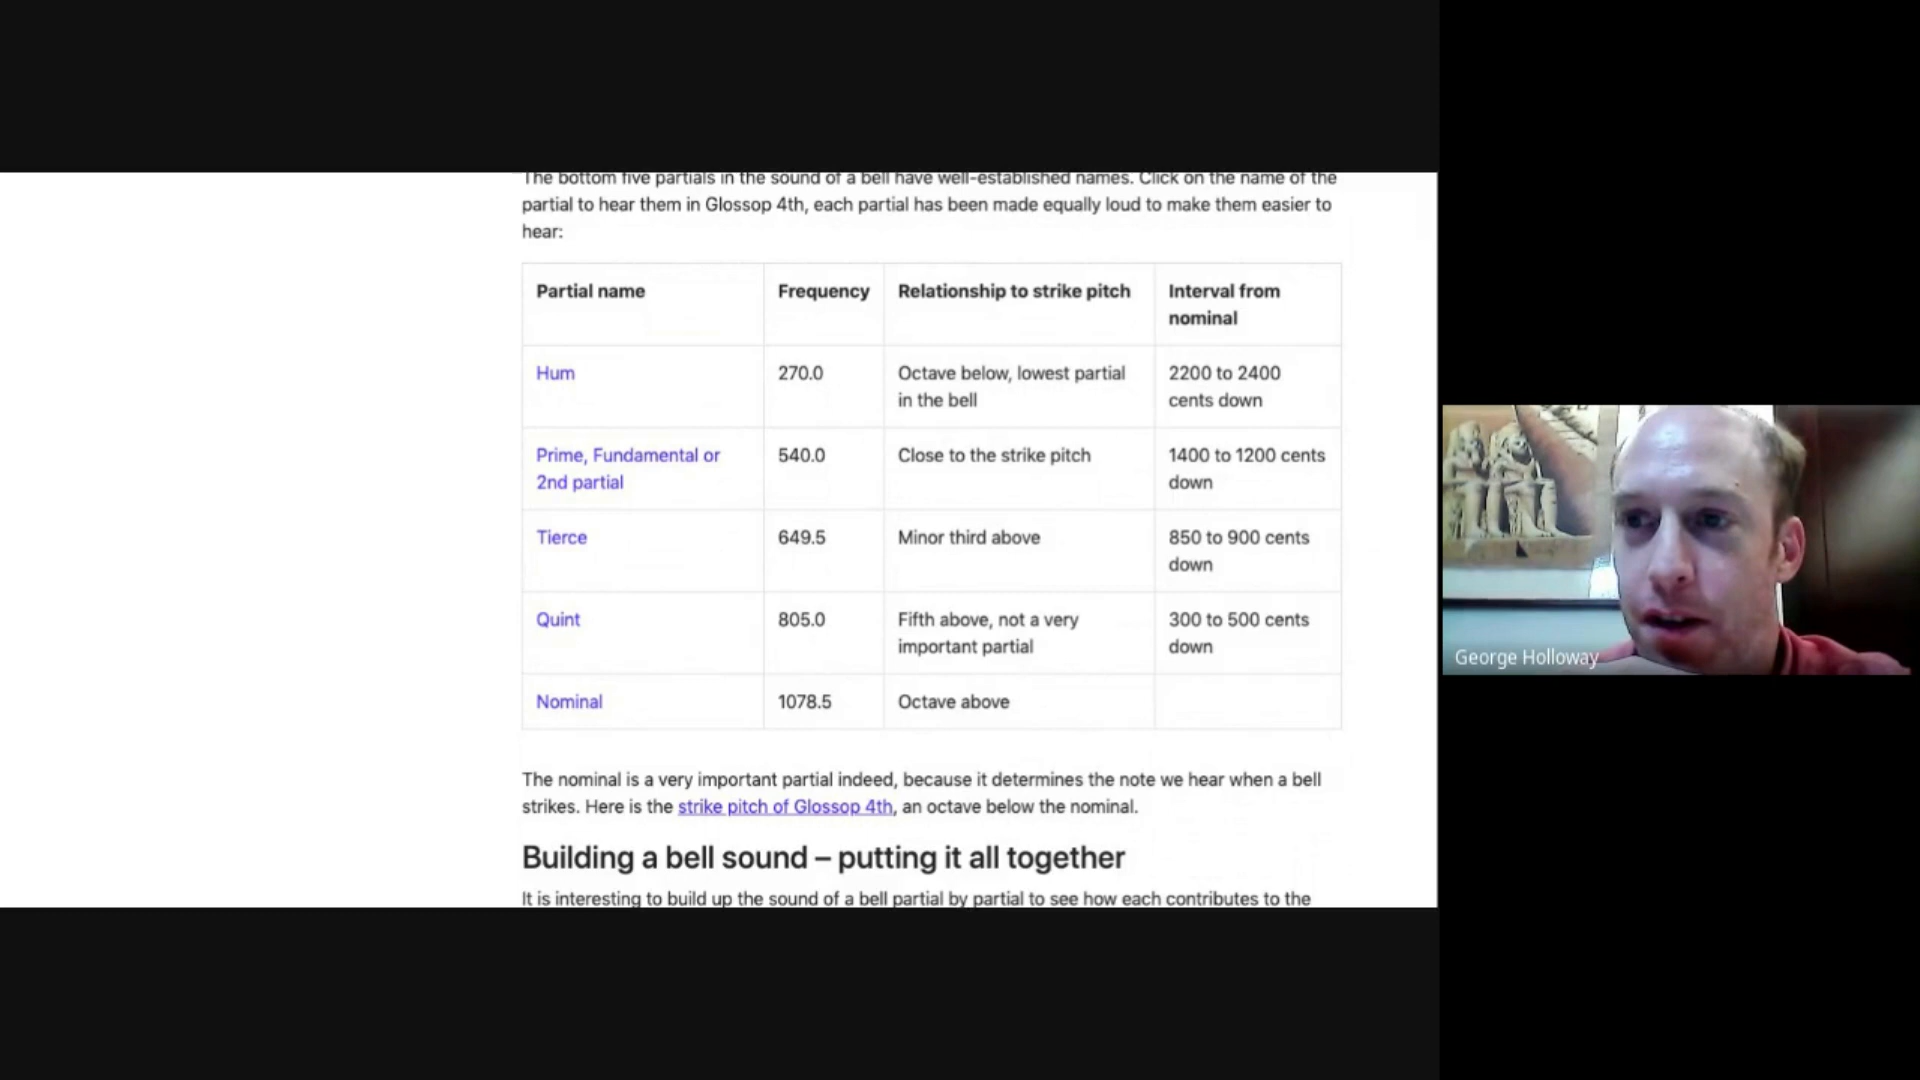 The bottom five partials in the sound of a bell have well-established names. Click on the name of the
partial to hear them in Glossop 4th, each partial has been made equally loud to make them easier to
hear:
Partial name
Frequency
Relationship to strike pitch
Interval from
nominal
Hum
270.0
Octave below, lowest partial
in the bell
2200 to 2400
cents down
Prime, Fundamental or
2nd partial
540.0
Close to the strike pitch
1400 to 1200 cents
down
Tierce
649.5
Minor third above
850 to 900 cents
down
Quint
805.0
Fifth above, not a very
important partial
300 to 500 cents
down
Nominal
1078.5
Octave above
The nominal is a very important partial indeed, because it determines the note we hear when a bell
strikes. Here is the strike pitch of Glossop 4th, an octave below the nominal.
Building a bell sound – putting it all together
It is interesting to build up the sound of a bell partial by partial to see how each contributes to the
George Holloway